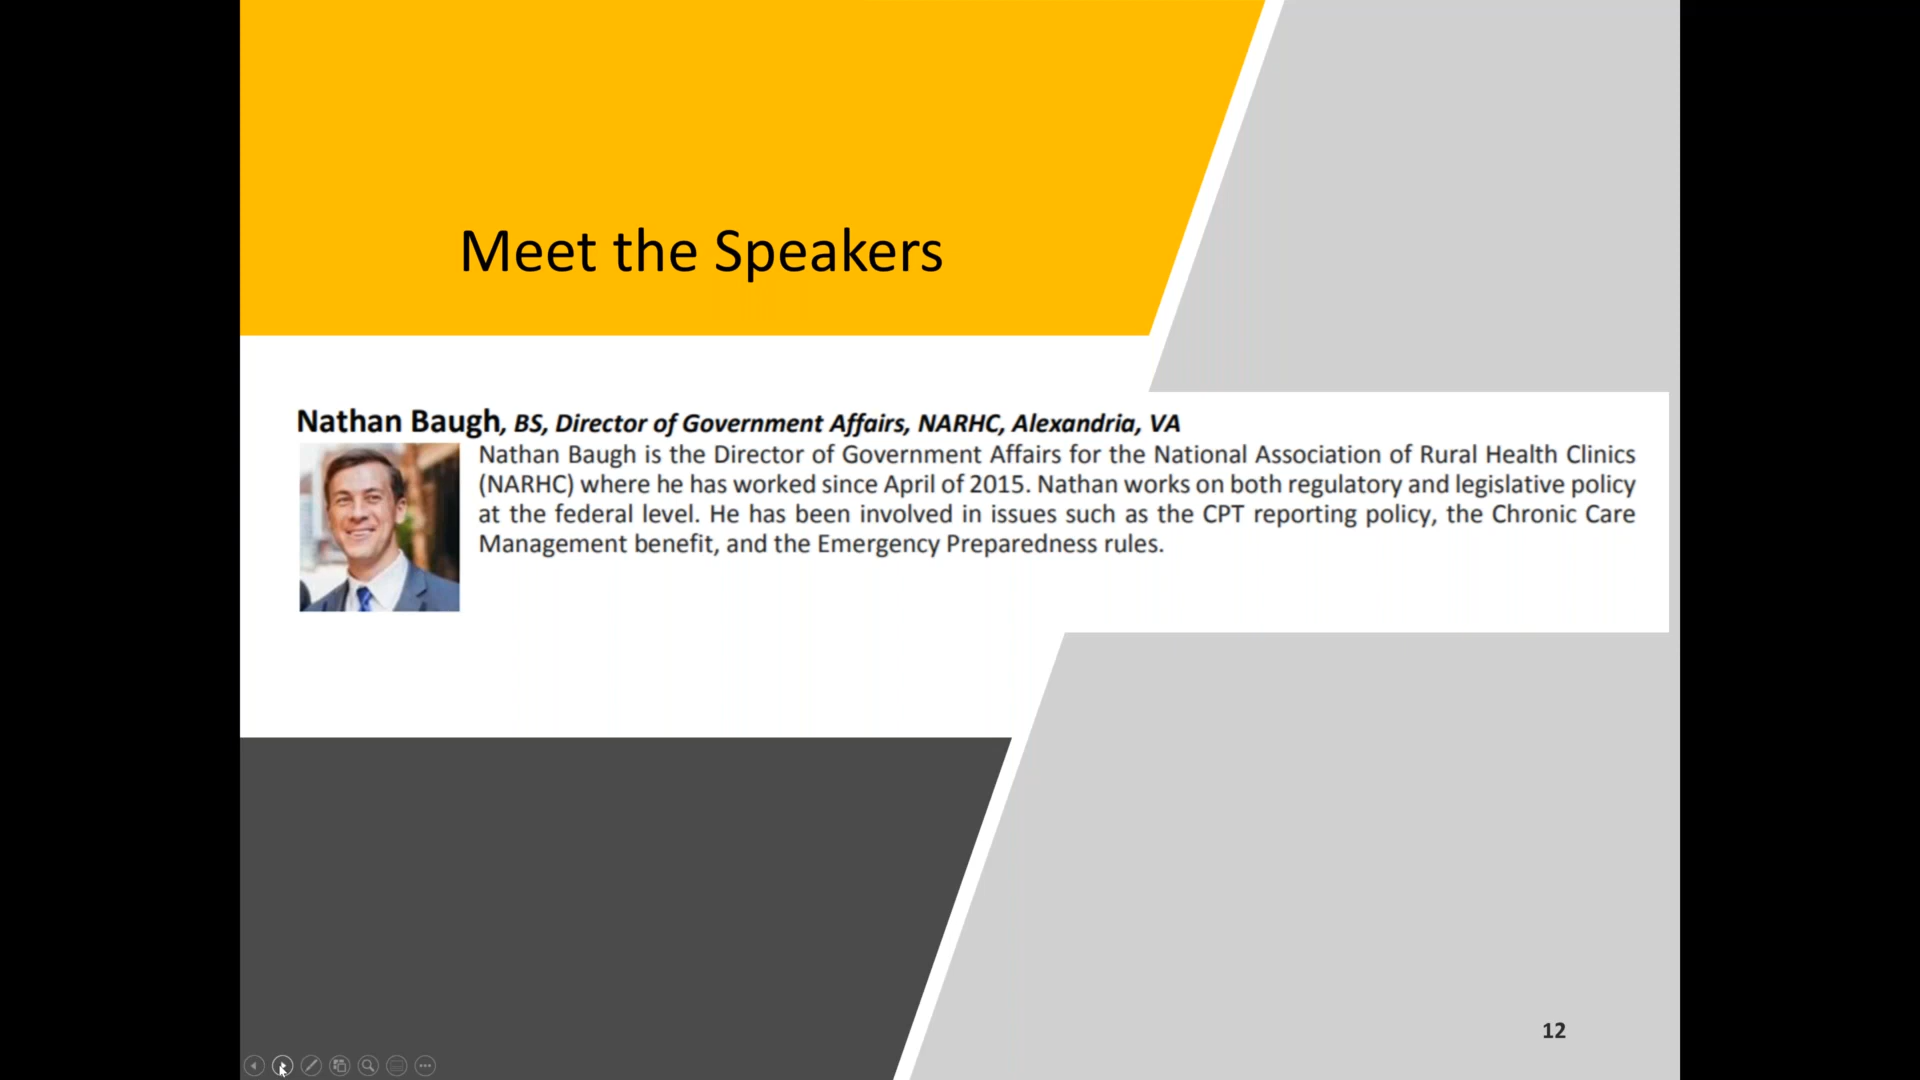 Meet the Speakers
Nathan Baugh, BS, Director of Government Affairs, NARHC, Alexandria, VA
Nathan Baugh is the Director of Government Affairs for the National Association of Rural Health Clinics
(NARHC) where he has worked since April of 2015. Nathan works on both regulatory and legislative policy
at the federal level. He has been involved in issues such as the CPT reporting policy, the Chronic Care
Management benefit, and the Emergency Preparedness rules.
12